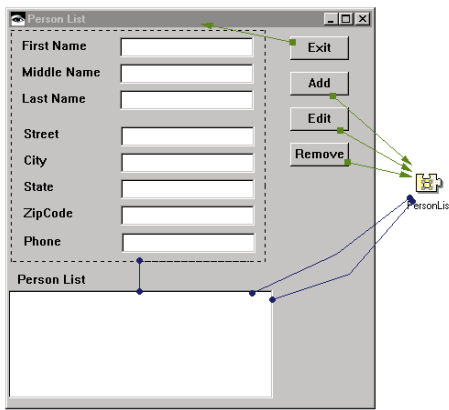 Person List
First Name
Exit
Middle Name
Add
Last Name
Edit
Street
Remove
City
State
PersonLis
ZipCode
Phone
Person List